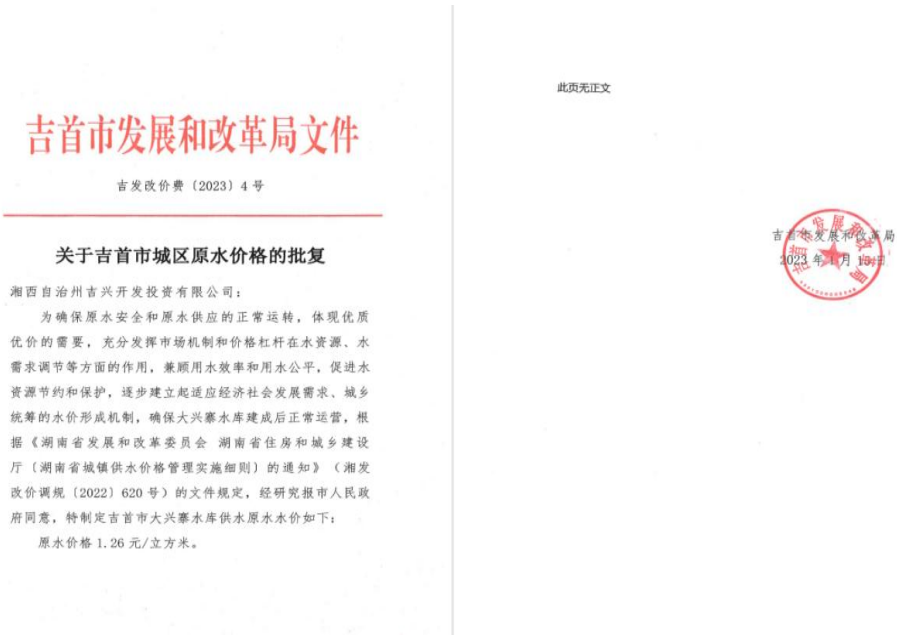 吉首市发展和改革局文件
吉发改价费〔2023〕4号
关于吉首市城区原水价格的批复
湘西自治州吉兴开发投资有限公司：
为确保原水安全和原水供应的正常运转，体现优质
优价的需要，充分发挥市场机制和价格杠杆在水资源、水
需求调节等方面的作用，兼顾用水效率和用水公平，促进水
资源节约和保护，逐步建立起适应经济社会发展需求、城乡
统筹的水价形成机制，确保大兴寨水库建成后正常运营，根
据《湖南省发展和改革委员会 湖南省住房和城乡建设
厅〔湖南省城镇供水价格管理实施细则〕的通知》（湘发
改价调规〔2022〕620号）的文件规定，经研究报市人民政
府同意，特制定吉首市大兴寨水库供水原水水价如下：
原水价格1.26元/立方米。
此页无正文
吉首市发展和改革局
2023年1月15日
吉首市发展和改革局